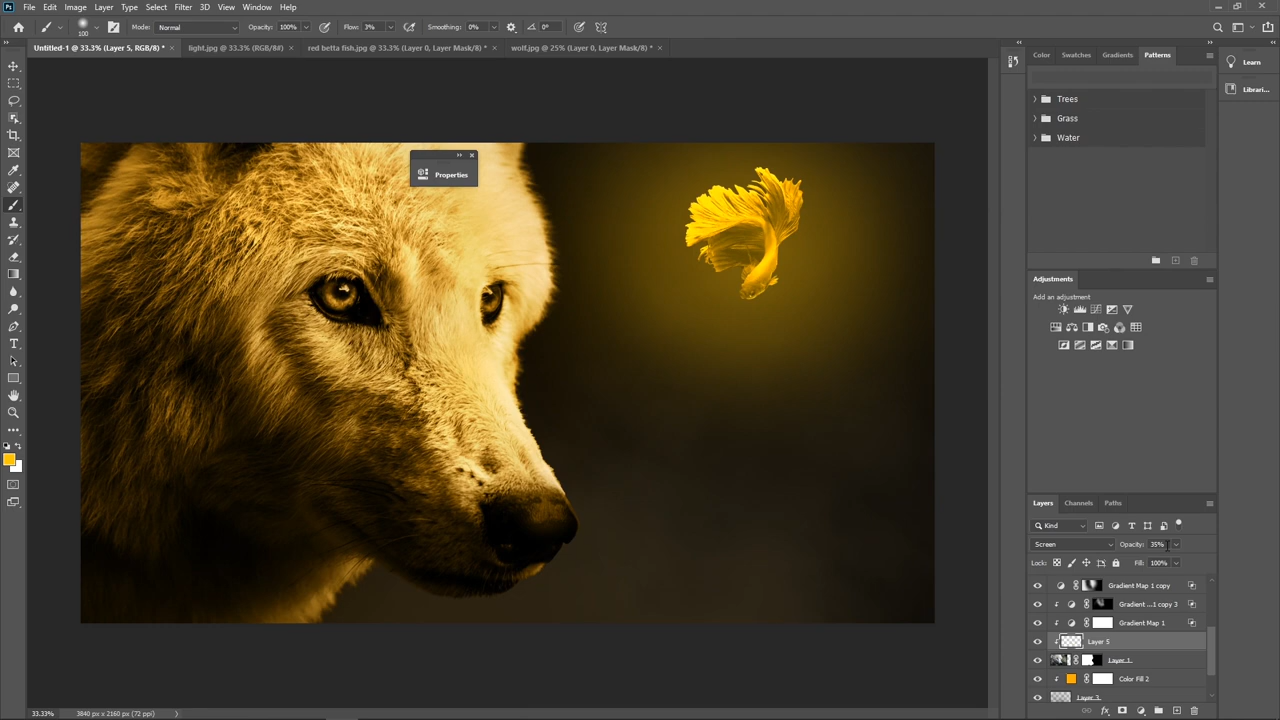 Ps File Edit Image Layer Type Select Filter 3D View Window Help
100 Mode: Normal Opacity: 100% Flow: 3% Smoothing: 0% 0°
Untitled-1 @ 33.3% (Layer 5, RGB/8) * × light.jpg @ 33.3% (RGB/8#) × red betta fish.jpg @ 33.3% (Layer 0, Layer Mask/8) * × wolf.jpg @ 25% (Layer 0, Layer Mask/8) * ×
Color Swatches Gradients Patterns
Learn
Librari...
Trees
Grass
Water
Properties
Adjustments
Add an adjustment
Layers Channels Paths
Kind
Screen Opacity: 35%
Lock: Fill: 100%
Gradient Map 1 copy
Gradient ...1 copy 3
Gradient Map 1
Layer 5
Layer 1
Color Fill 2
Layer 3
fx
33.33% 3840 px x 2160 px (72 ppi)